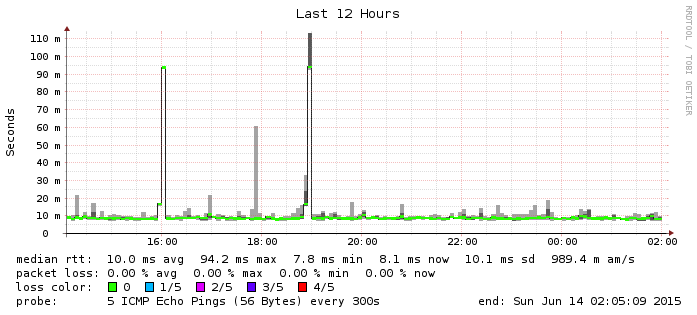 Last 12 Hours
RRDTOOL / TOBI OETIKER
Seconds
110 m
100 m
90 m
80 m
70 m
60 m
50 m
40 m
30 m
20 m
10 m
0
16:00 18:00 20:00 22:00 00:00 02:00
median rtt: 10.0 ms avg 94.2 ms max 7.8 ms min 8.1 ms now 10.1 ms sd 989.4 m am/s
packet loss: 0.00 % avg 0.00 % max 0.00 % min 0.00 % now
loss color: 0 1/5 2/5 3/5 4/5
probe: 5 ICMP Echo Pings (56 Bytes) every 300s end: Sun Jun 14 02:05:09 2015